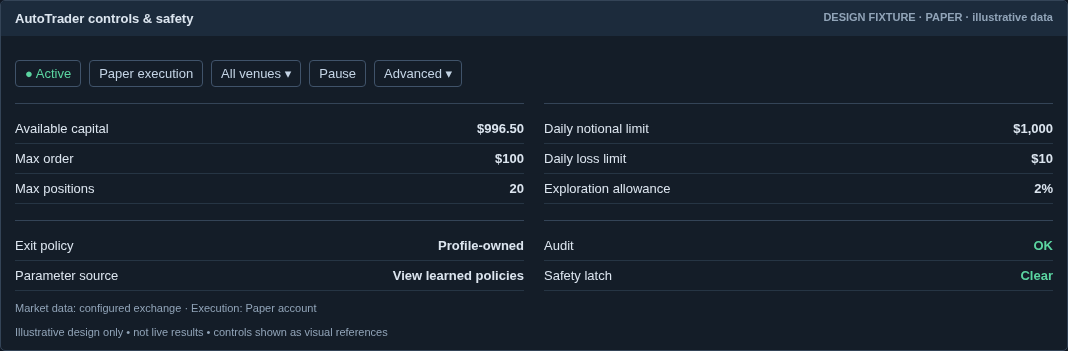 AutoTrader controls & safety
DESIGN FIXTURE · PAPER · illustrative data
● Active Paper execution All venues ▾ Pause Advanced ▾
Available capital $996.50
Daily notional limit $1,000
Max order $100
Daily loss limit $10
Max positions 20
Exploration allowance 2%
Exit policy Profile-owned
Audit OK
Parameter source View learned policies
Safety latch Clear
Market data: configured exchange · Execution: Paper account
Illustrative design only • not live results • controls shown as visual references